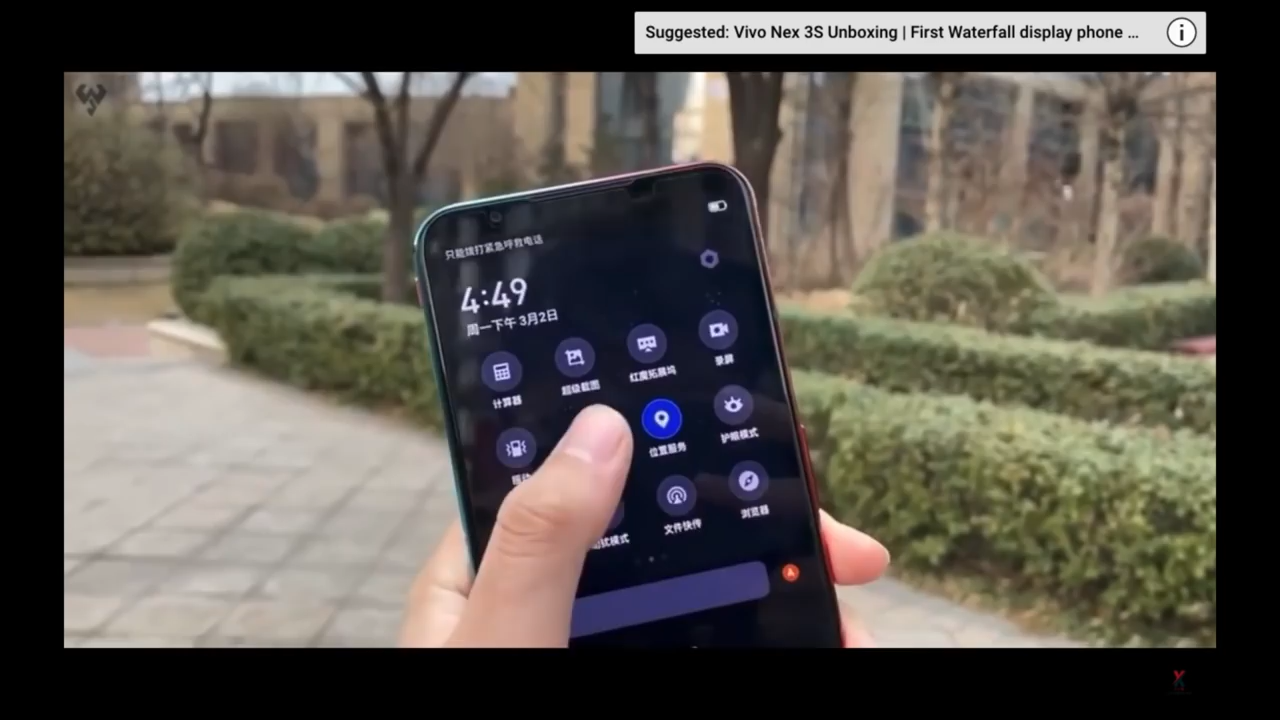 Suggested: Vivo Nex 3S Unboxing | First Waterfall display phone ...
只能拨打紧急呼救电话
4:49
周一下午 3月2日
计算器
超级截图
红魔拓展坞
录屏
位置服务
护眼模式
文件快传
浏览器